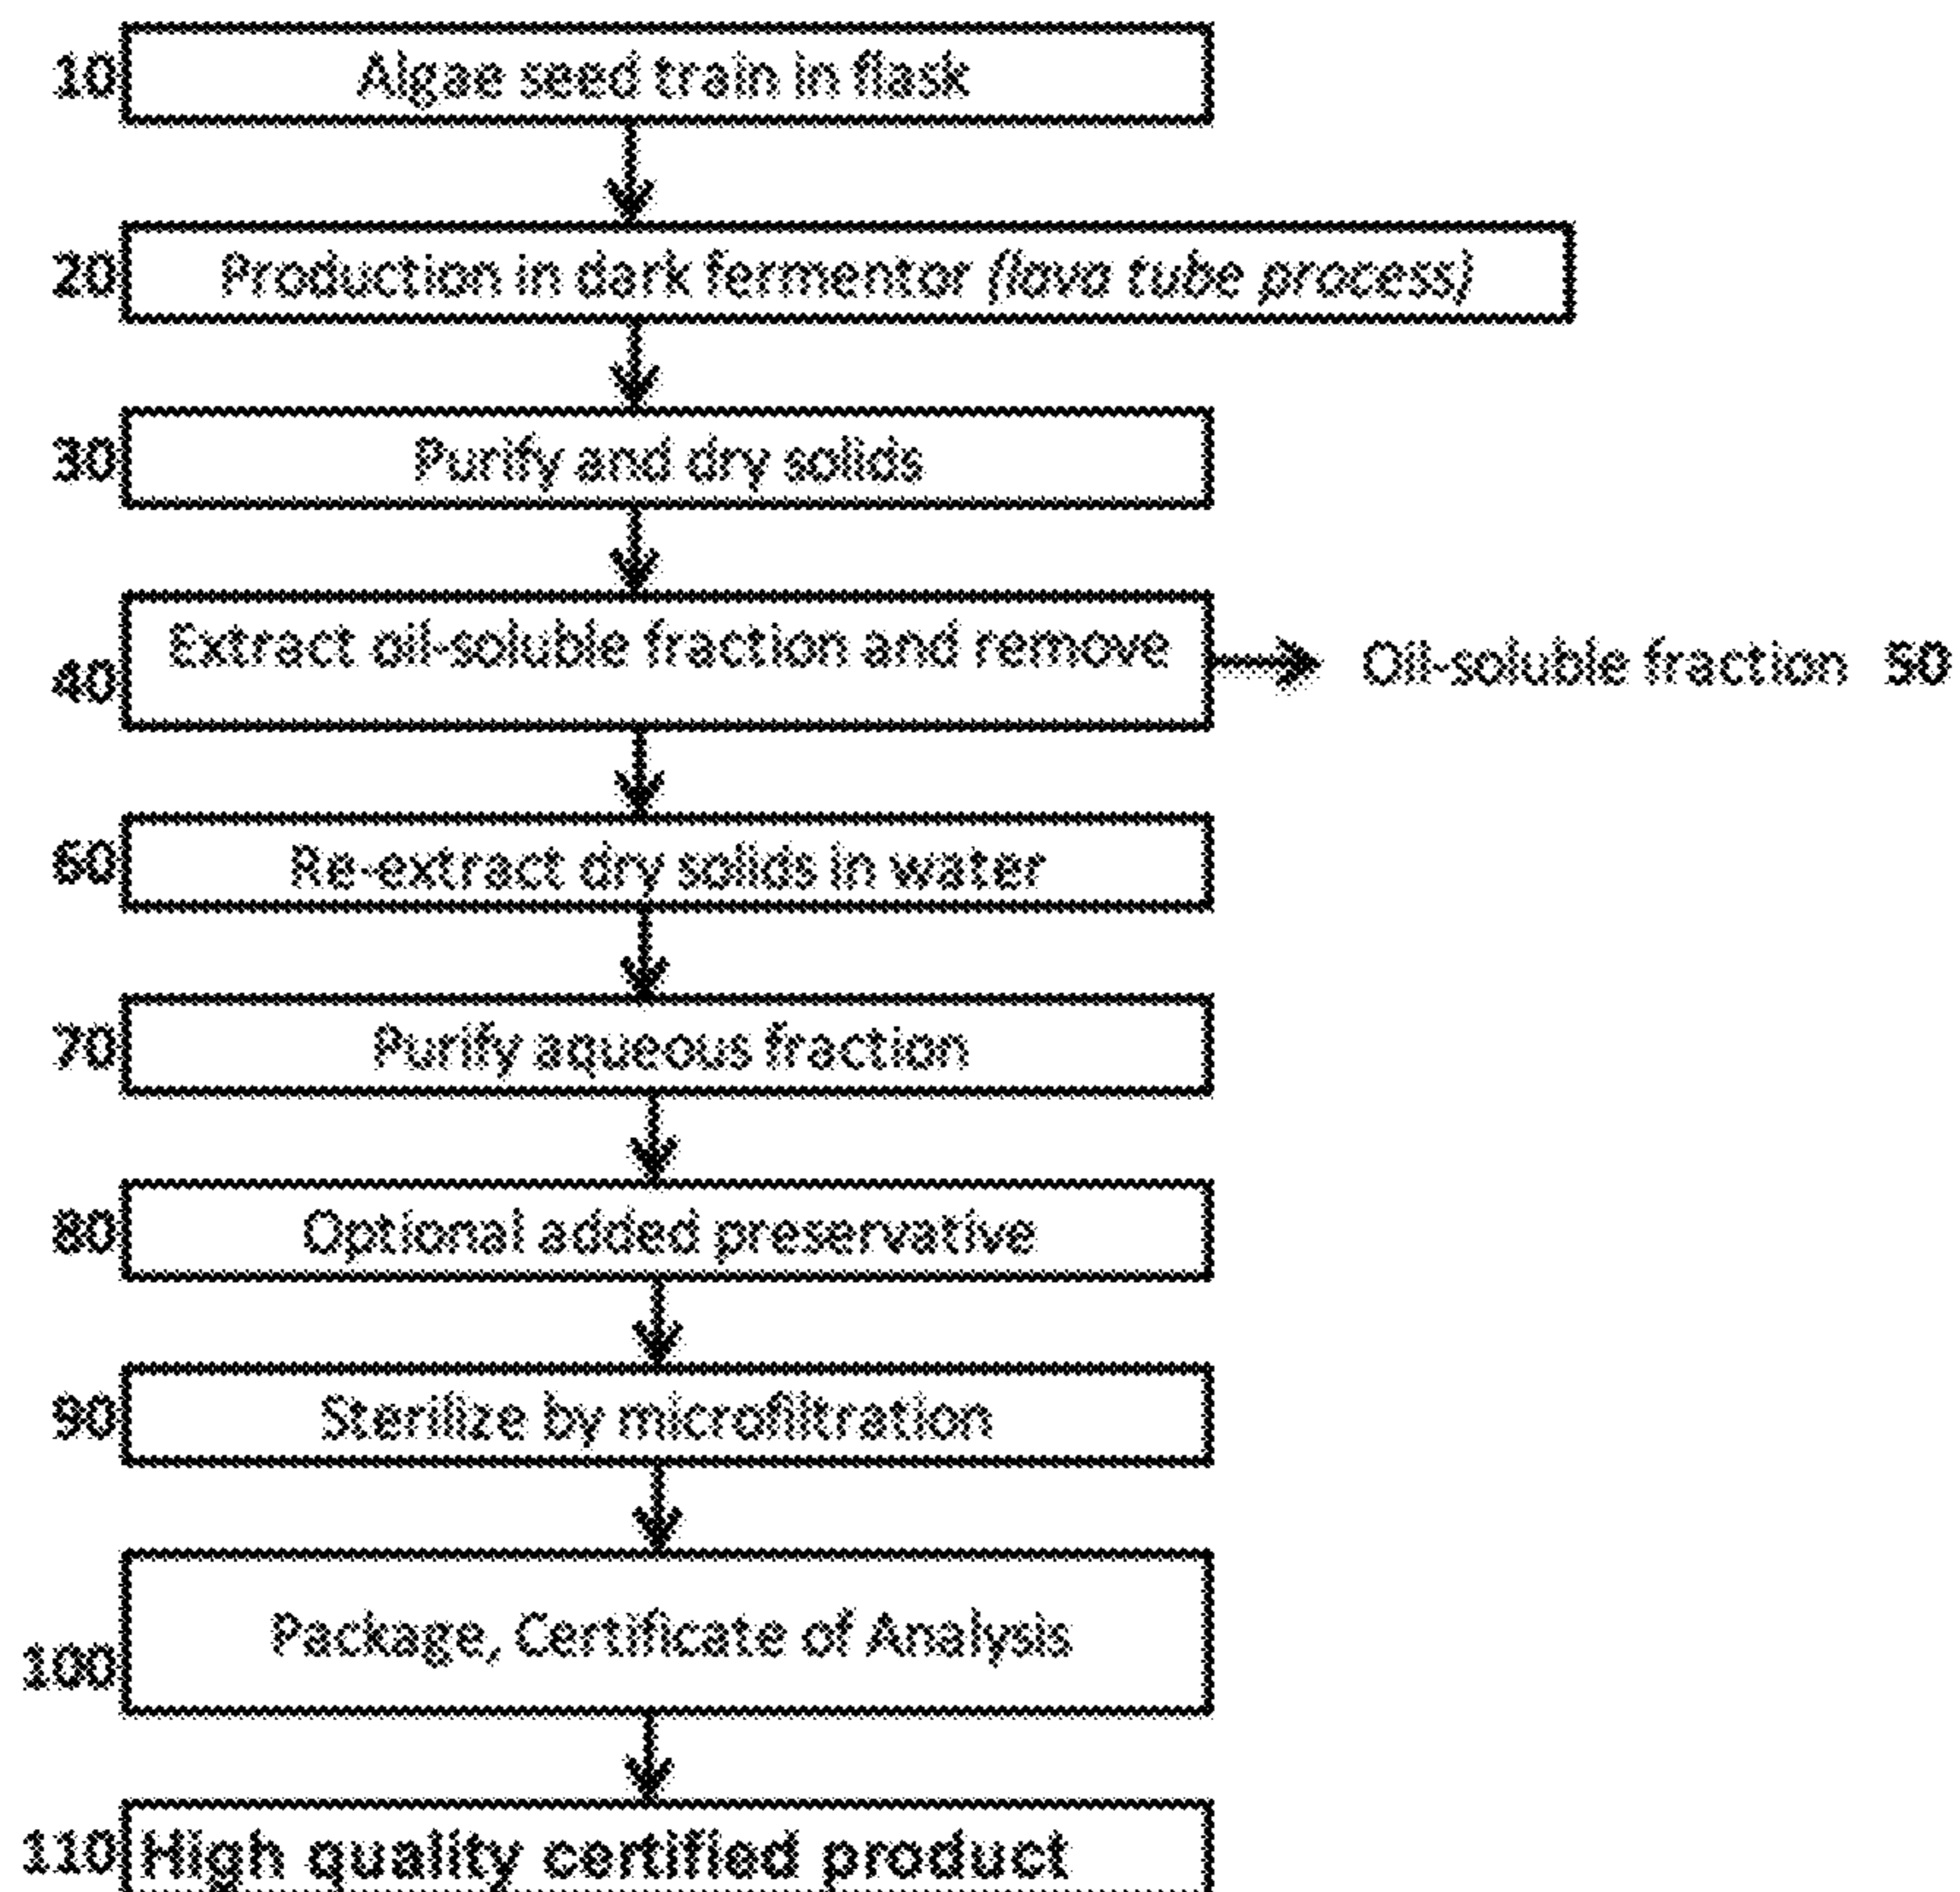 10 Algae seed train in flask
20 Production in dark fermentor (lava tube process)
30 Purify and dry solids
40 Extract oil-soluble fraction and remove
Oil-soluble fraction 50
60 Re-extract dry solids in water
70 Purify aqueous fraction
80 Optional added preservative
90 Sterilize by microfiltration
100 Package, Certificate of Analysis
110 High quality certified product